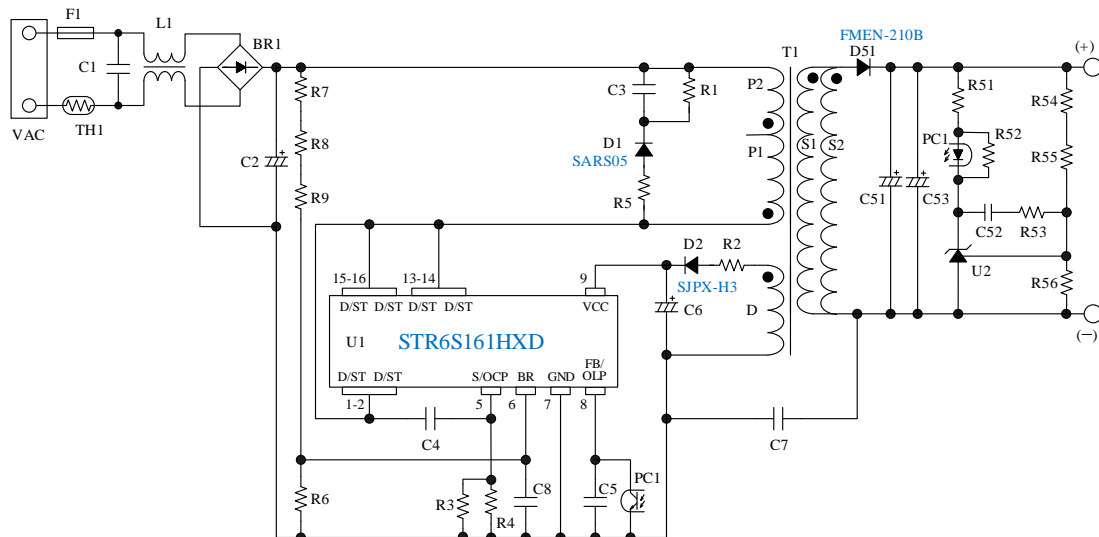 F1
L1
BR1
C1
TH1
VAC
C2
R7
R8
R9
C3
R1
D1
SARS05
R5
T1
P2
P1
S1
S2
FMEN-210B
D51
(+)
R51
R54
PC1
R52
R55
C51
C53
C52
R53
U2
R56
(−)
D2
R2
SJPX-H3
C6
D
15-16
13-14
9
D/ST
D/ST
D/ST
D/ST
VCC
U1
STR6S161HXD
D/ST
D/ST
S/OCP
BR
GND
FB/
OLP
1-2
5
6
7
8
C4
C7
R6
R3
R4
C8
C5
PC1